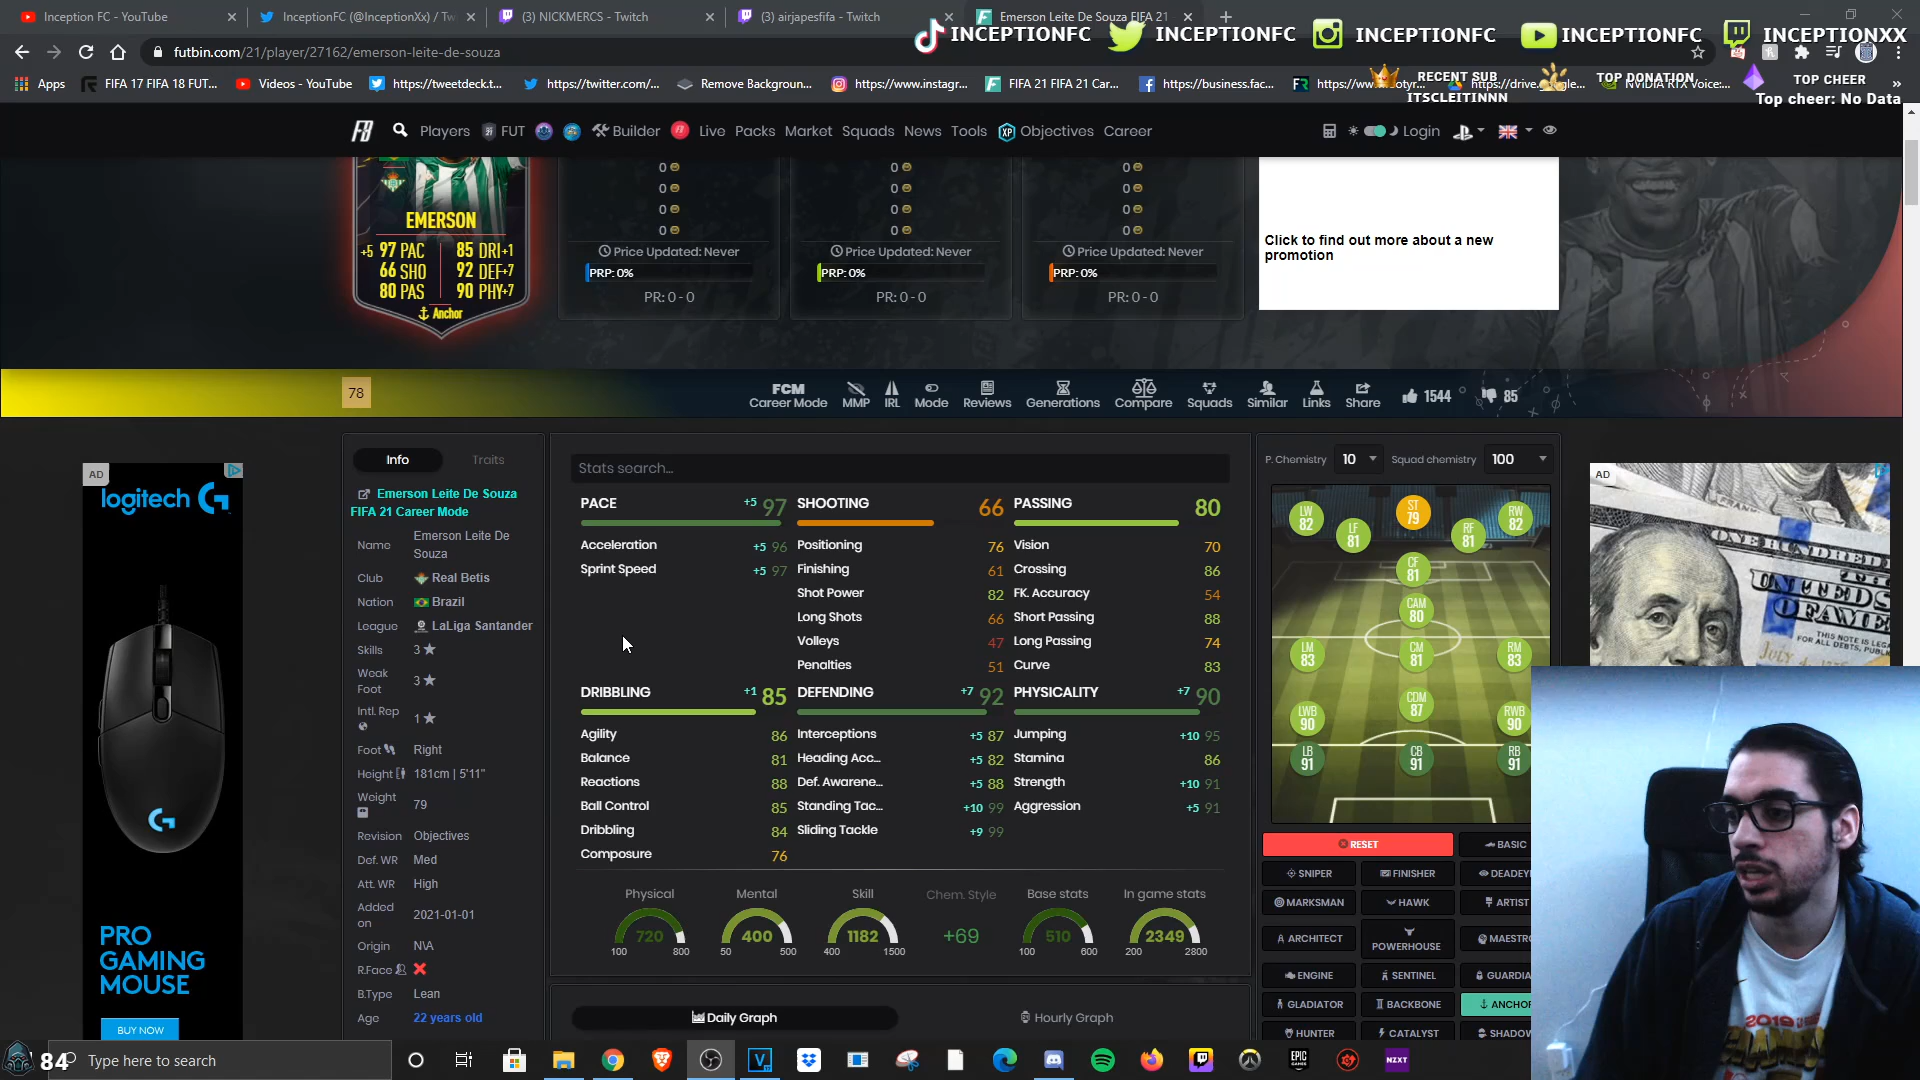 Inception FC - YouTube
InceptionFC (@InceptionXx) / Tw
(3) NICKMERCS - Twitch
(3) airjapesfifa - Twitch
Emerson Leite De Souza FIFA 21
INCEPTIONFC INCEPTIONFC INCEPTIONFC INCEPTIONFC INCEPTIONXX
futbin.com/21/player/27162/emerson-leite-de-souza
Apps FIFA 17 FIFA 18 FUT... Videos - YouTube https://tweetdeck.t... https://twitter.com/... Remove Backgroun... https://www.instagr... FIFA 21 FIFA 21 Car... https://business.fac...
RECENT SUB
ITSCLEITINNN
TOP DONATION
TOP CHEER
Top cheer: No Data
Players FUT Builder Live Packs Market Squads News Tools Objectives Career Login
EMERSON
+5 97 PAC 85 DRI+1
66 SHO 92 DEF+7
80 PAS 90 PHY+7
Anchor
0 0 0
0 0 0
0 0 0
0 0 0
Price Updated: Never Price Updated: Never Price Updated: Never
PRP: 0% PRP: 0% PRP: 0%
PR: 0 - 0 PR: 0 - 0 PR: 0 - 0
Click to find out more about a new
promotion
78
FCM
Career Mode MMP IRL Mode Reviews Generations Compare Squads Similar Links Share 1544 85
Info Traits
Emerson Leite De Souza
FIFA 21 Career Mode
Name Emerson Leite De
Souza
Club Real Betis
Nation Brazil
League LaLiga Santander
Skills 3
Weak
Foot 3
Intl. Rep 1
Foot Right
Height 181cm | 5'11"
Weight 79
Revision Objectives
Def. WR Med
Att. WR High
Added
on 2021-01-01
Origin N\A
R.Face
B.Type Lean
Age 22 years old
Stats search...
PACE +5 97
Acceleration +5 96
Sprint Speed +5 97
SHOOTING 66
Positioning 76
Finishing 61
Shot Power 82
Long Shots 66
Volleys 47
Penalties 51
PASSING 80
Vision 70
Crossing 86
FK. Accuracy 54
Short Passing 88
Long Passing 74
Curve 83
DRIBBLING +1 85
Agility 86
Balance 81
Reactions 88
Ball Control 85
Dribbling 84
Composure 76
DEFENDING +7 92
Interceptions +5 87
Heading Acc... +5 82
Def. Awarene... +5 88
Standing Tac... +10 99
Sliding Tackle +9 99
PHYSICALITY +7 90
Jumping +10 95
Stamina 86
Strength +10 91
Aggression +5 91
Physical Mental Skill Chem. Style Base stats In game stats
720 400 1182 +69 510 2349
100 800 50 500 400 1500 100 600 200 2800
Daily Graph Hourly Graph
P. Chemistry 10 Squad chemistry 100
LW 82
LF 81
ST 79
RF 81
RW 82
CF 81
CAM 80
LM 83
CM 81
RM 83
LWB 90
CDM 87
RWB 90
LB 91
CB 91
RB 91
RESET BASIC
SNIPER FINISHER DEADEY
MARKSMAN HAWK ARTIST
ARCHITECT POWERHOUSE MAESTR
ENGINE SENTINEL GUARDIA
GLADIATOR BACKBONE ANCHO
HUNTER CATALYST SHADO
AD
logitech G
PRO
GAMING
MOUSE
BUY NOW
AD
84
Type here to search
NZXT
EPIC
GAMES